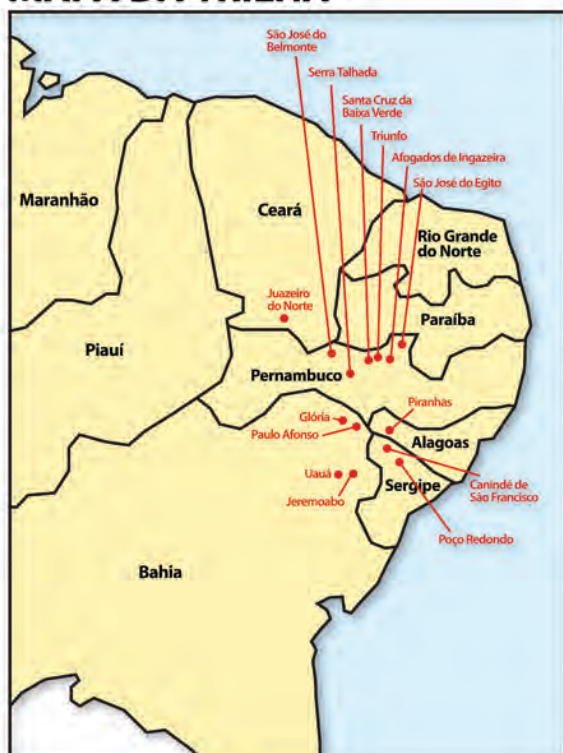 São José do
Belmonte
Serra Talhada
Santa Cruz da
Baixa Verde
Triunfo
Afogados de Ingazeira
São José do Egito
Maranhão
Ceará
Rio Grande
do Norte
Juazeiro
do Norte
Paraíba
Piauí
Pernambuco
Glória
Piranhas
Paulo Afonso
Alagoas
Uauá
Jeremoabo
Sergipe
Canindé de
São Francisco
Poço Redondo
Bahia